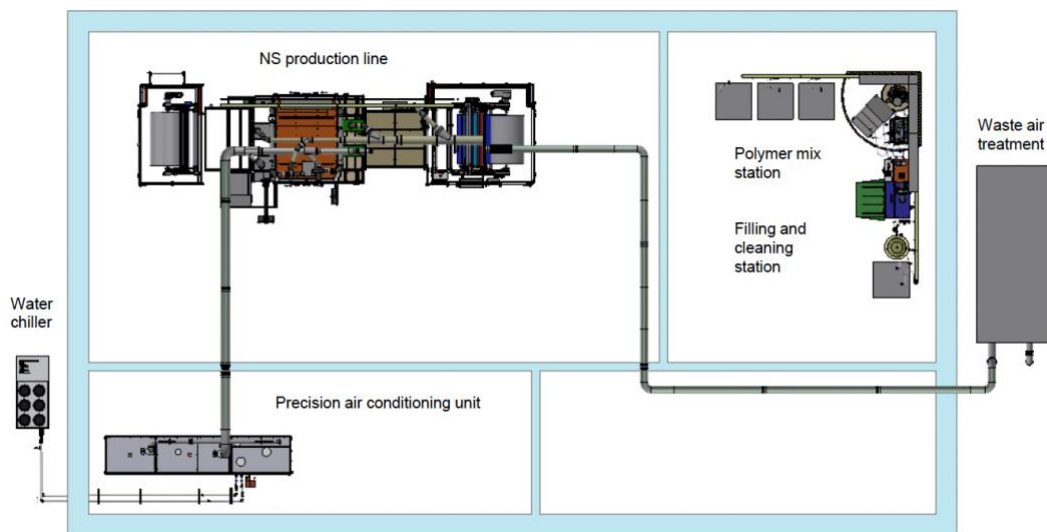 NS production line
Waste air
treatment
Polymer mix
station
Filling and
cleaning
station
Water
chiller
Precision air conditioning unit